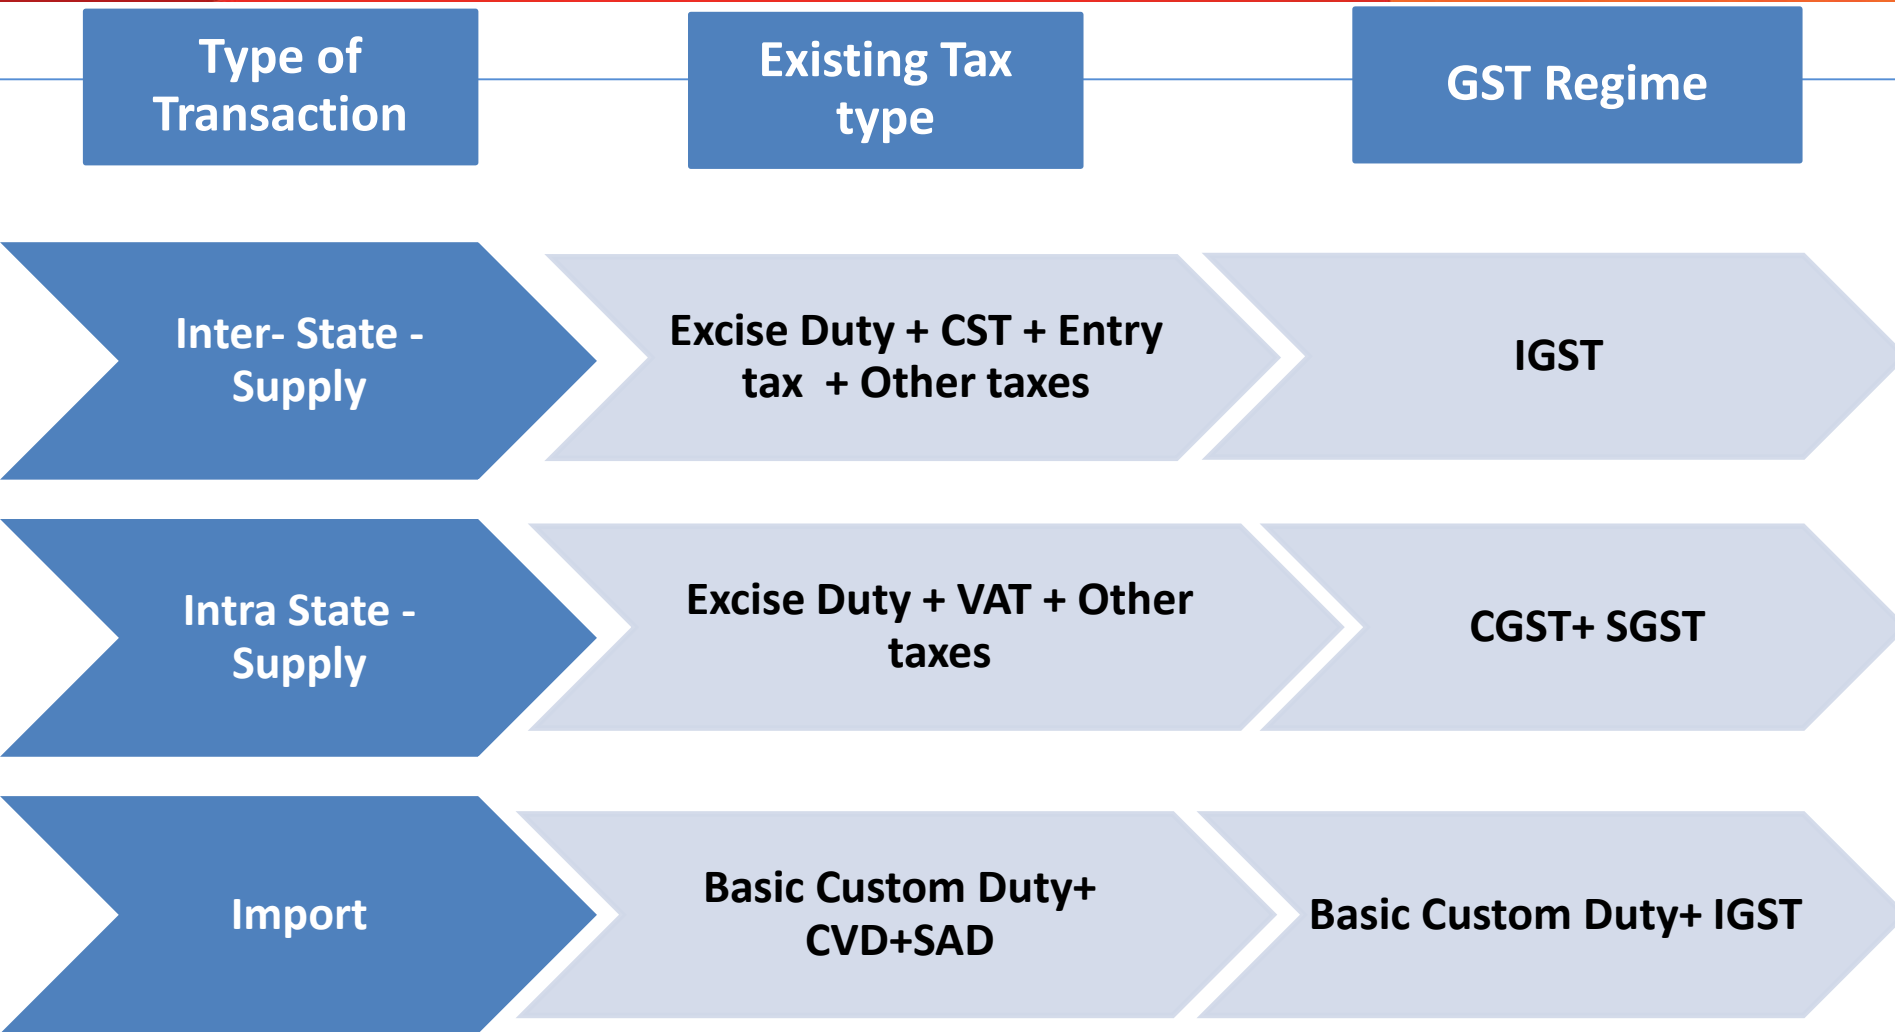 Type of
Transaction
Existing Tax
type
GST Regime
Inter- State -
Supply
Excise Duty + CST + Entry
tax  + Other taxes
IGST
Intra State -
Supply
Excise Duty + VAT + Other
taxes
CGST+ SGST
Import
Basic Custom Duty+
CVD+SAD
Basic Custom Duty+ IGST